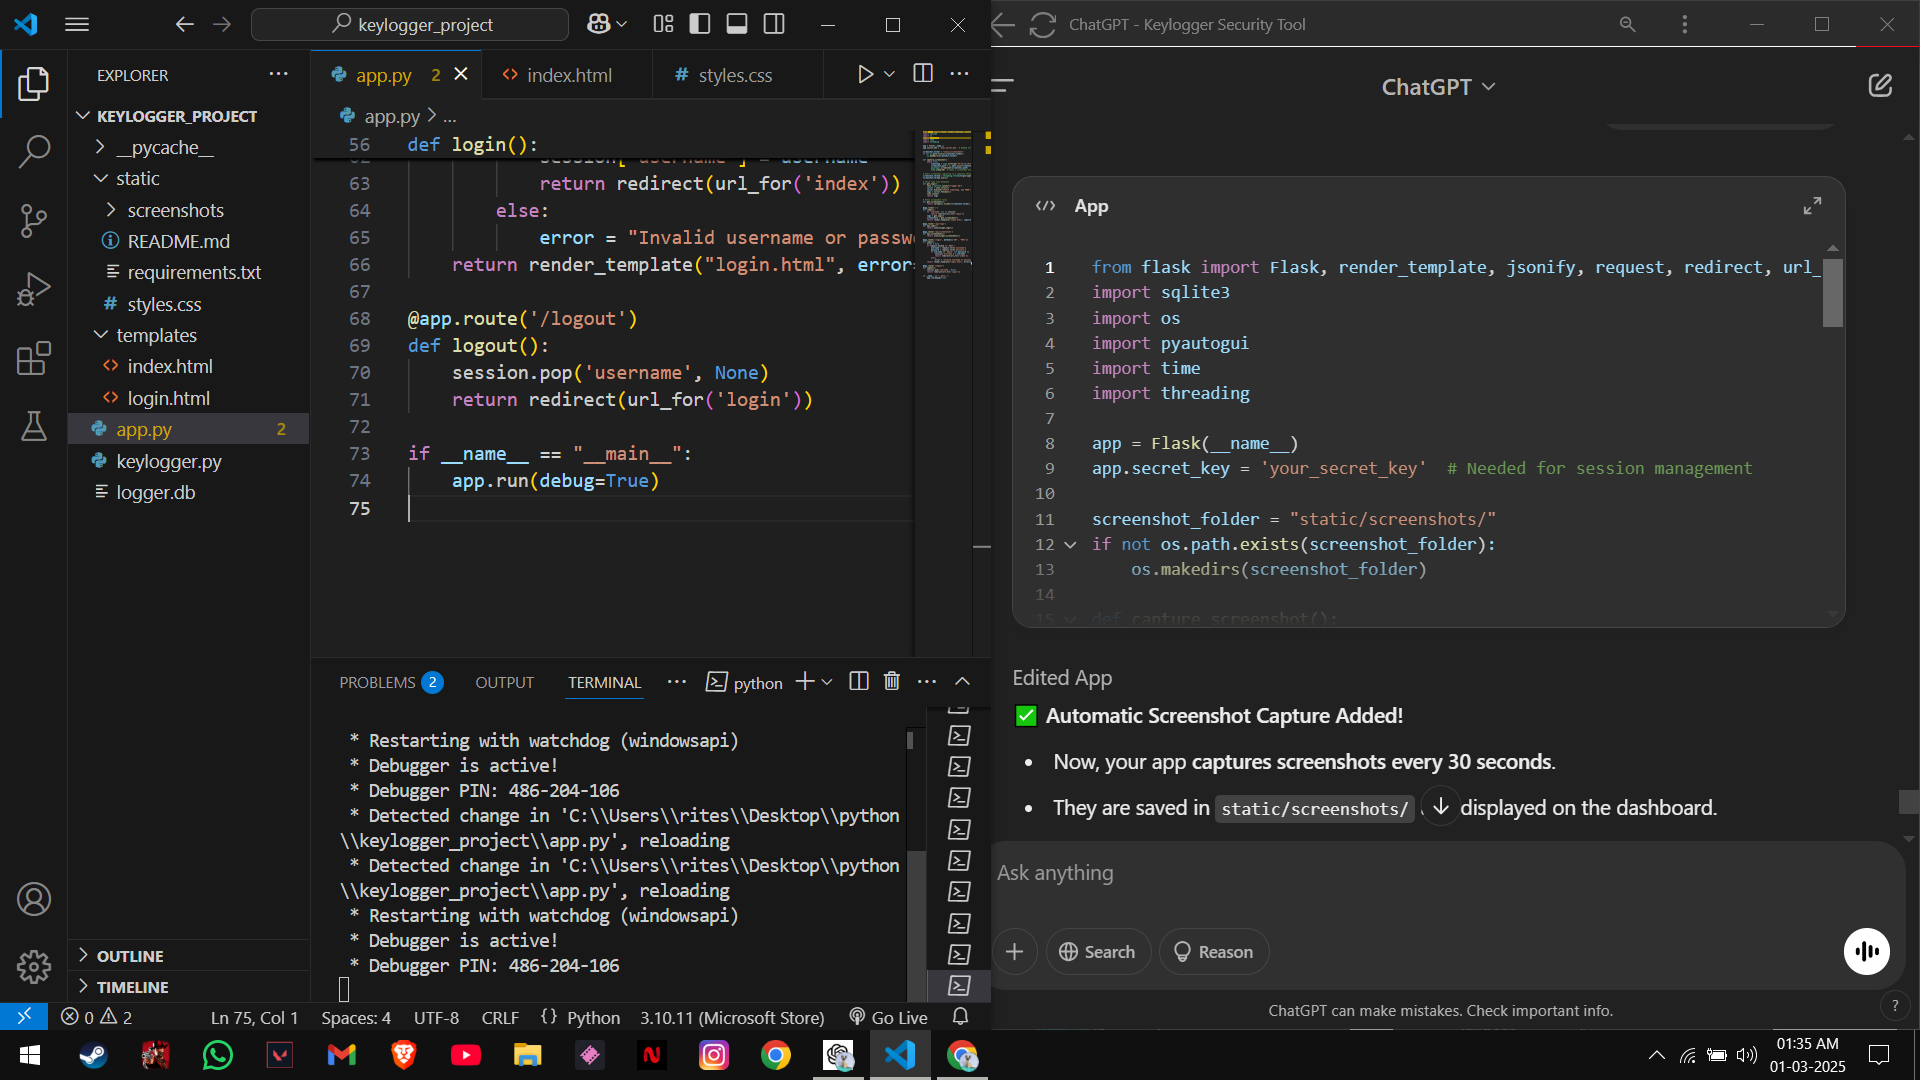 keylogger_project
EXPLORER
KEYLOGGER_PROJECT
__pycache__
static
screenshots
README.md
requirements.txt
styles.css
templates
index.html
login.html
app.py 2
keylogger.py
logger.db
OUTLINE
TIMELINE
app.py 2
index.html
styles.css
app.py > ...
56 def login():
63 return redirect(url_for('index'))
64 else:
65 error = "Invalid username or passw
66 return render_template("login.html", error=
67
68 @app.route('/logout')
69 def logout():
70 session.pop('username', None)
71 return redirect(url_for('login'))
72
73 if __name__ == "__main__":
74 app.run(debug=True)
75
PROBLEMS 2 OUTPUT TERMINAL python
* Restarting with watchdog (windowsapi)
* Debugger is active!
* Debugger PIN: 486-204-106
* Detected change in 'C:\\Users\\rites\\Desktop\\python
\\keylogger_project\\app.py', reloading
* Detected change in 'C:\\Users\\rites\\Desktop\\python
\\keylogger_project\\app.py', reloading
* Restarting with watchdog (windowsapi)
* Debugger is active!
* Debugger PIN: 486-204-106
0 2 Ln 75, Col 1 Spaces: 4 UTF-8 CRLF {} Python 3.10.11 (Microsoft Store) Go Live
ChatGPT - Keylogger Security Tool
ChatGPT
App
1 from flask import Flask, render_template, jsonify, request, redirect, url_
2 import sqlite3
3 import os
4 import pyautogui
5 import time
6 import threading
7
8 app = Flask(__name__)
9 app.secret_key = 'your_secret_key' # Needed for session management
10
11 screenshot_folder = "static/screenshots/"
12 if not os.path.exists(screenshot_folder):
13 os.makedirs(screenshot_folder)
14
15 def capture_screenshot():
Edited App
✅ Automatic Screenshot Capture Added!
• Now, your app captures screenshots every 30 seconds.
• They are saved in static/screenshots/ displayed on the dashboard.
Ask anything
Search
Reason
ChatGPT can make mistakes. Check important info.
?
01:35 AM
01-03-2025